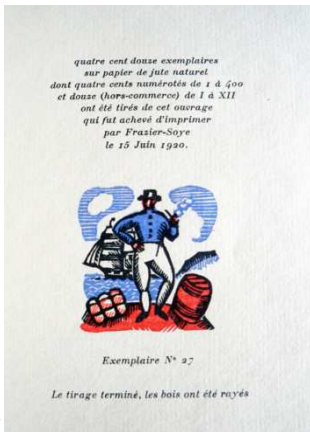 quatre cent douze exemplaires
sur papier de jute naturel
dont quatre cents numérotés de 1 à 400
et douze (hors-commerce) de I à XII
ont été tirés de cet ouvrage
qui fut achevé d'imprimer
par Frazier-Soye
le 15 Juin 1920.
Exemplaire N° 27
Le tirage terminé, les bois ont été rayés